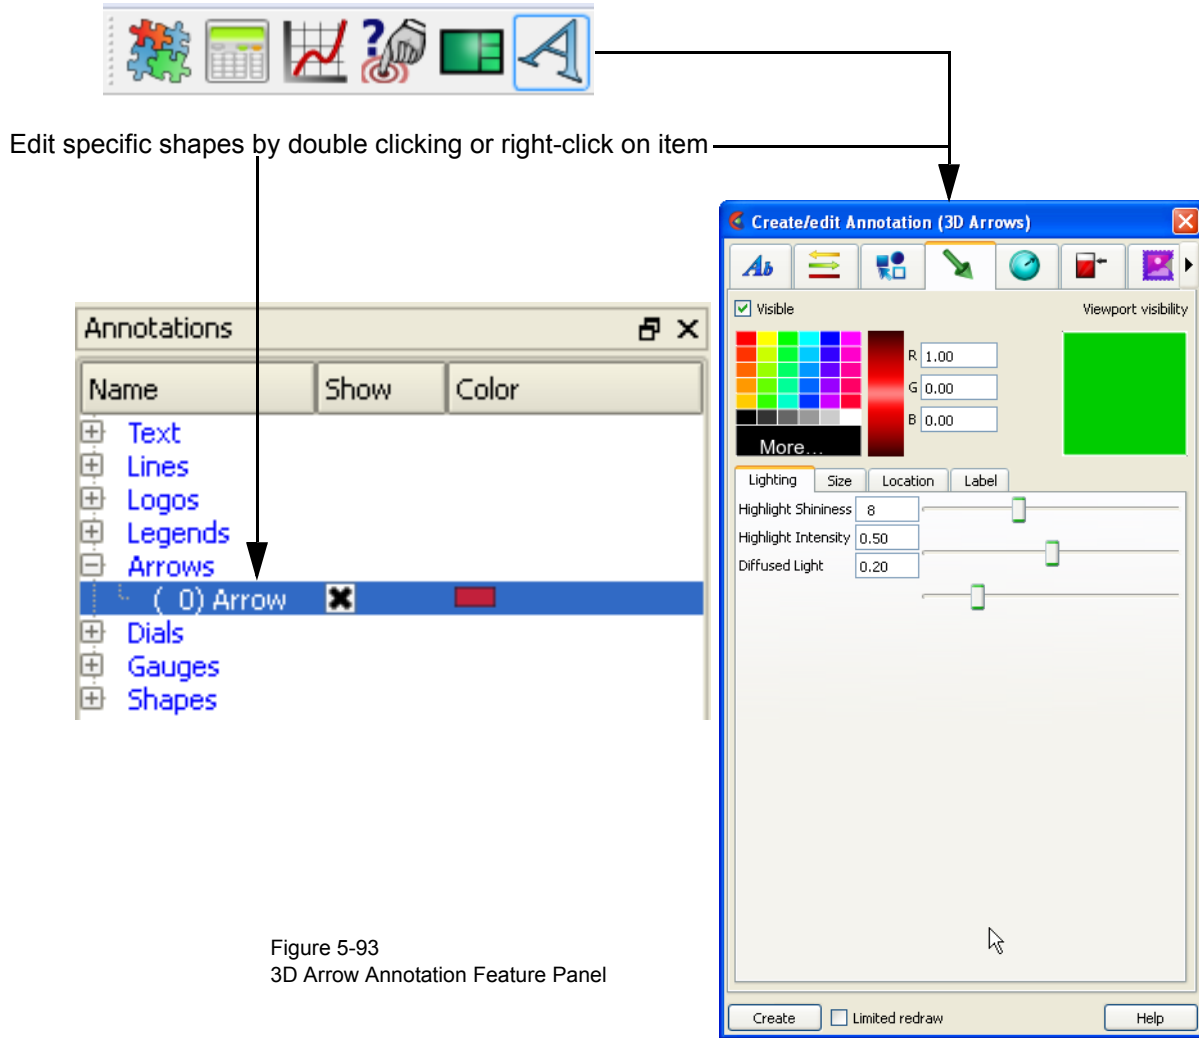 Edit specific shapes by double clicking or right-click on item
Create/edit Annotation (3D Arrows)
Ab
Visible
Viewport visibility
R 1.00
G 0.00
B 0.00
More...
Lighting Size Location Label
Highlight Shininess 8
Highlight Intensity 0.50
Diffused Light 0.20
Create Limited redraw Help
Annotations
Name Show Color
Text
Lines
Logos
Legends
Arrows
( 0) Arrow
Dials
Gauges
Shapes
Figure 5-93
3D Arrow Annotation Feature Panel